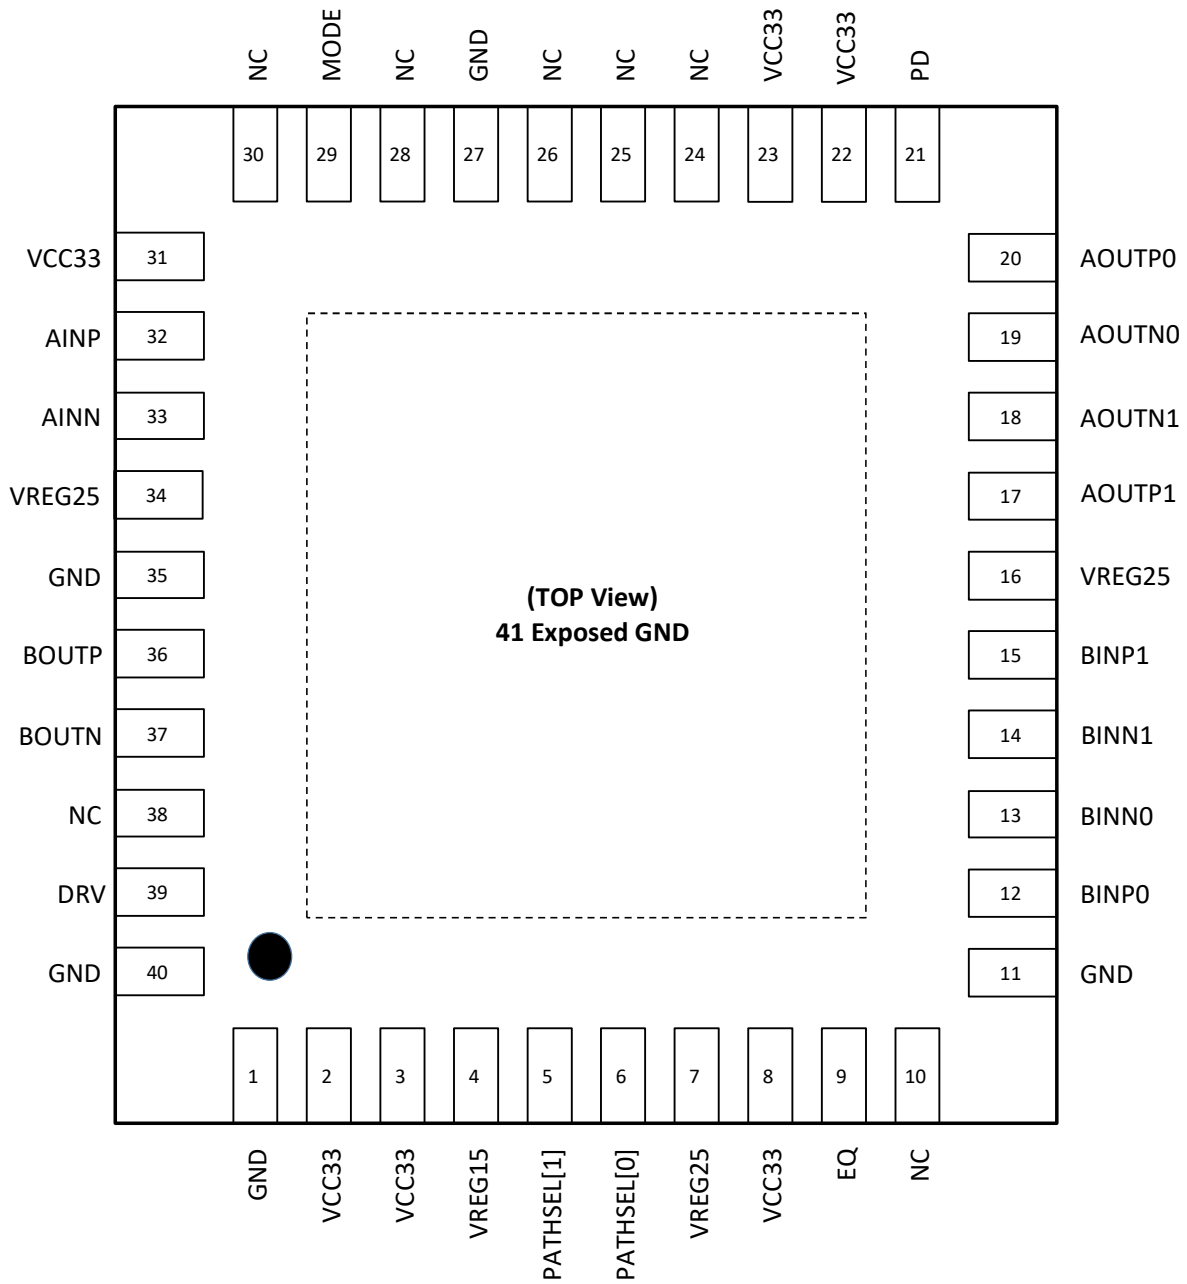 NC
MODE
NC
GND
NC
NC
NC
VCC33
VCC33
PD
30
29
28
27
26
25
24
23
22
21
VCC33
31
20
AOUTP0
AINP
32
19
AOUTN0
AINN
33
18
AOUTN1
VREG25
34
17
AOUTP1
GND
35
16
VREG25
(TOP View)
41 Exposed GND
BOUTP
36
15
BINP1
BOUTN
37
14
BINN1
NC
38
13
BINN0
DRV
39
12
BINP0
GND
40
11
GND
1
2
3
4
5
6
7
8
9
10
GND
VCC33
VCC33
VREG15
PATHSEL[1]
PATHSEL[0]
VREG25
VCC33
EQ
NC